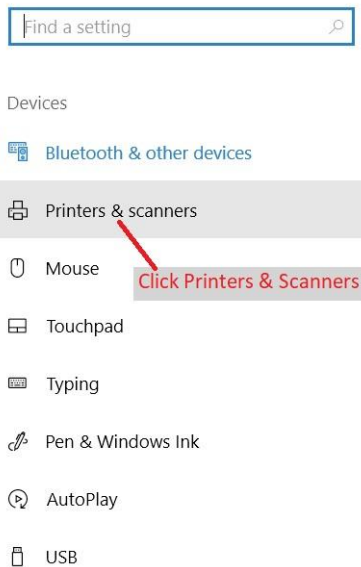 Find a setting
Devices
Bluetooth & other devices
Printers & scanners
Mouse
Click Printers & Scanners
Touchpad
Typing
Pen & Windows Ink
AutoPlay
USB